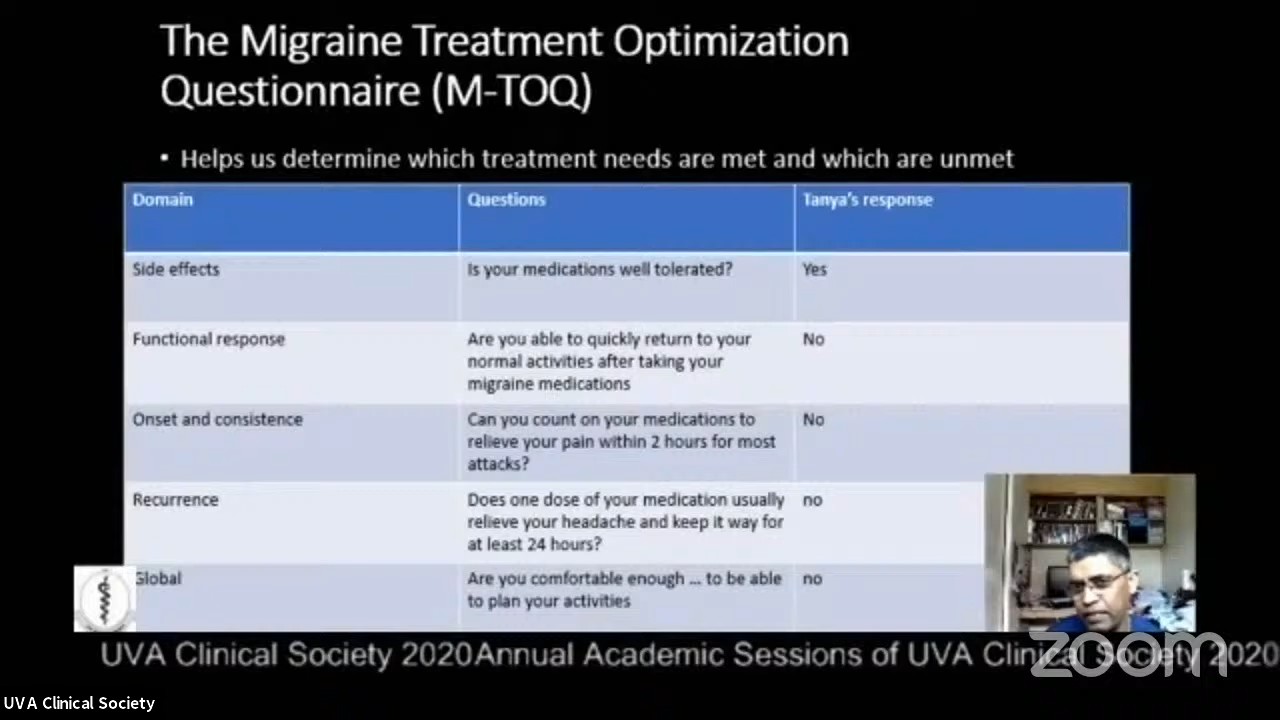 The Migraine Treatment Optimization
Questionnaire (M-TOQ)
• Helps us determine which treatment needs are met and which are unmet
Domain
Questions
Tanya's response
Side effects
Is your medications well tolerated?
Yes
Functional response
Are you able to quickly return to your
normal activities after taking your
migraine medications
No
Onset and consistence
Can you count on your medications to
relieve your pain within 2 hours for most
attacks?
No
Recurrence
Does one dose of your medication usually
relieve your headache and keep it way for
at least 24 hours?
no
Global
Are you comfortable enough ... to be able
to plan your activities
no
UVA Clinical Society 2020Annual Academic Sessions of UVA Clinical Society 2020
zoom
UVA Clinical Society